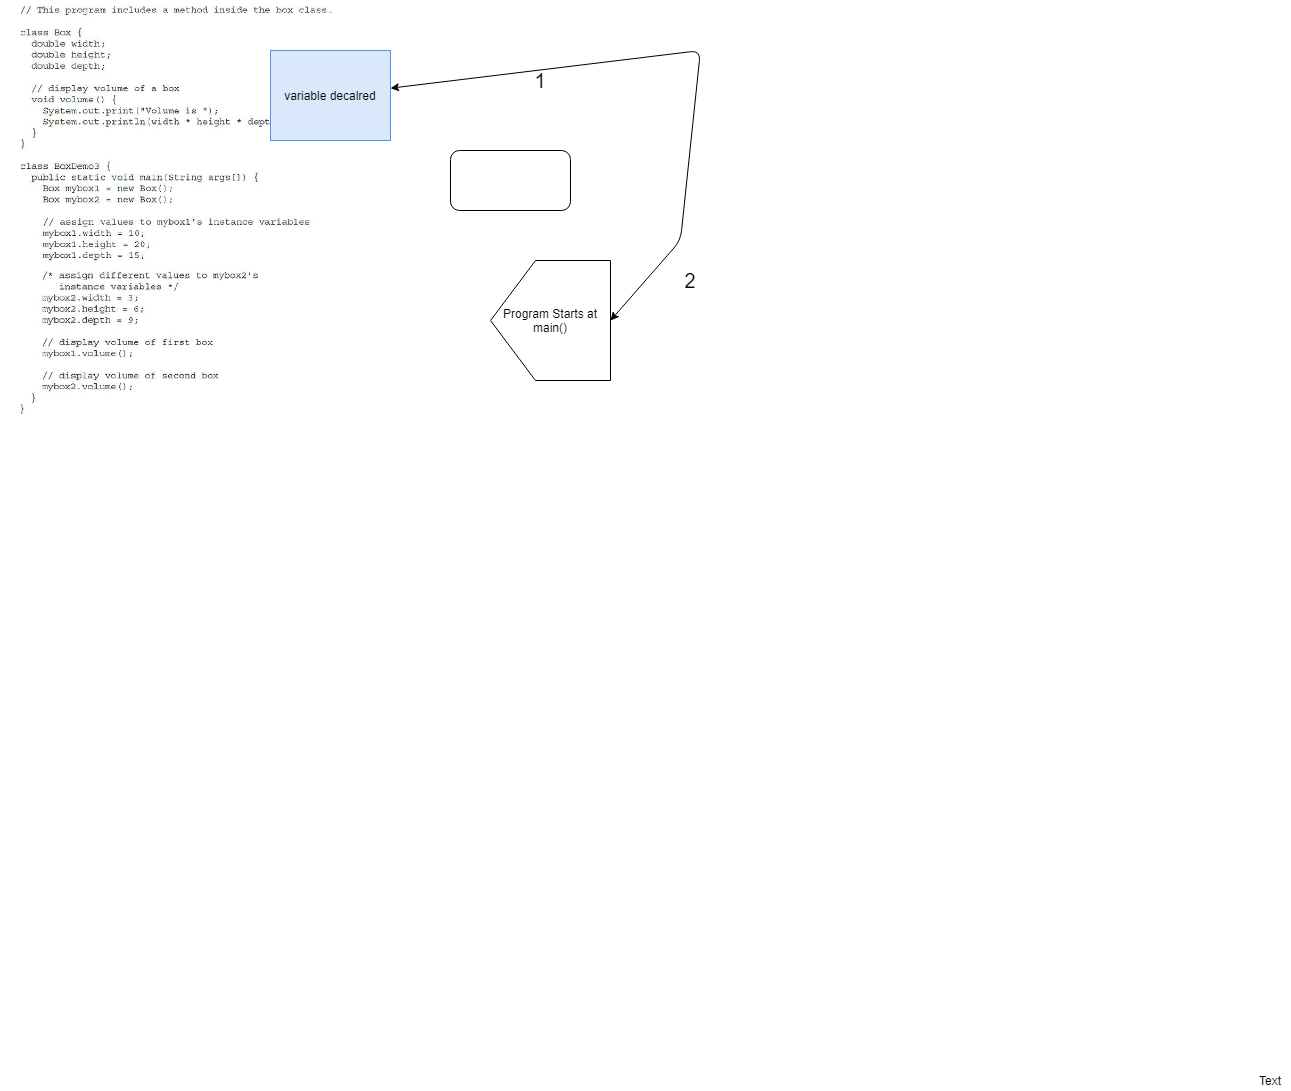 // This program includes a method inside the box class.
class Box {
double width;
double height;
double depth;
// display volume of a box
void volume() {
System.out.print("Volume is ");
System.out.println(width * height * dept
}
}
class BoxDemo3 {
public static void main(String args[]) {
Box mybox1 = new Box();
Box mybox2 = new Box();
// assign values to mybox1's instance variables
mybox1.width = 10;
mybox1.height = 20;
mybox1.depth = 15;
/* assign different values to mybox2's
instance variables */
mybox2.width = 3;
mybox2.height = 6;
mybox2.depth = 9;
// display volume of first box
mybox1.volume();
// display volume of second box
mybox2.volume();
}
}
variable decalred
1
2
Program Starts at
main()
Text